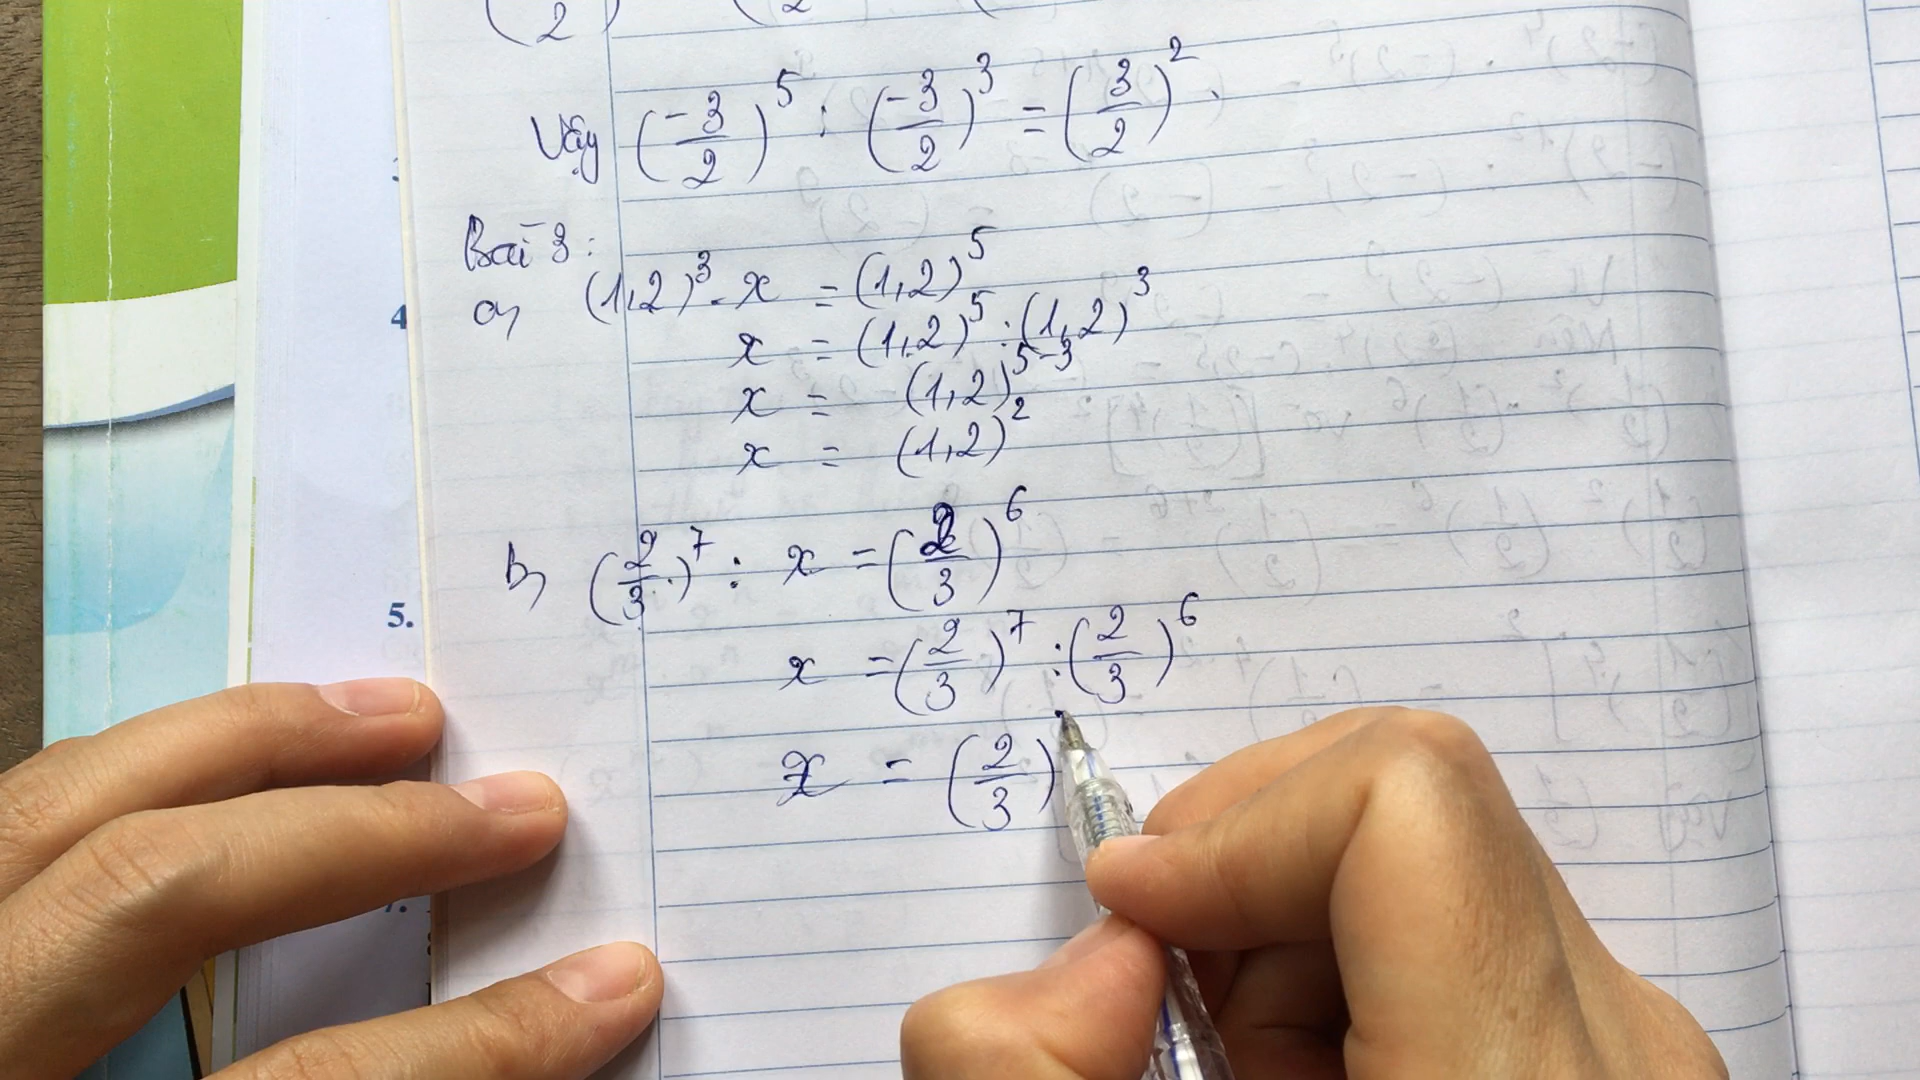 Vậy (-3/2)^5 : (-3/2)^3 = (3/2)^2.
Bài 3:
a) (1,2)^3 . x = (1,2)^5
x = (1,2)^5 : (1,2)^3
x = (1,2)^5-3
x = (1,2)^2
b) (2/3)^7 : x = (2/3)^6
x = (2/3)^7 : (2/3)^6
x = (2/3)
4
5.